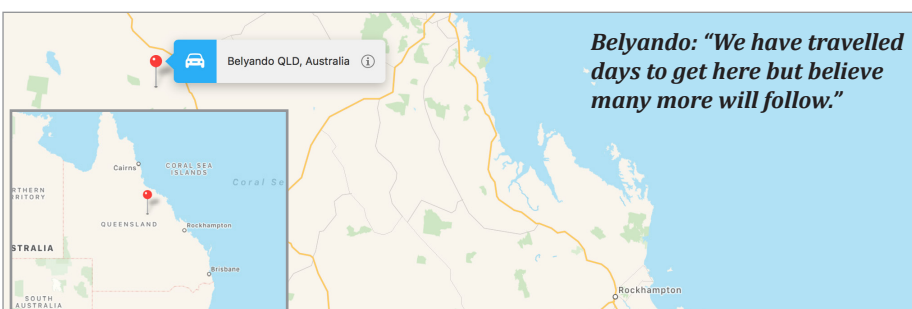 Belyando: “We have travelled
days to get here but believe
many more will follow.”
Belyando QLD, Australia
Coral Se
Rockhampton
Cairns
CORAL SEA
ISLANDS
RTHERN
RRITORY
QUEENSLAND
Rockhampton
STRALIA
Brisbane
SOUTH
AUSTRALIA